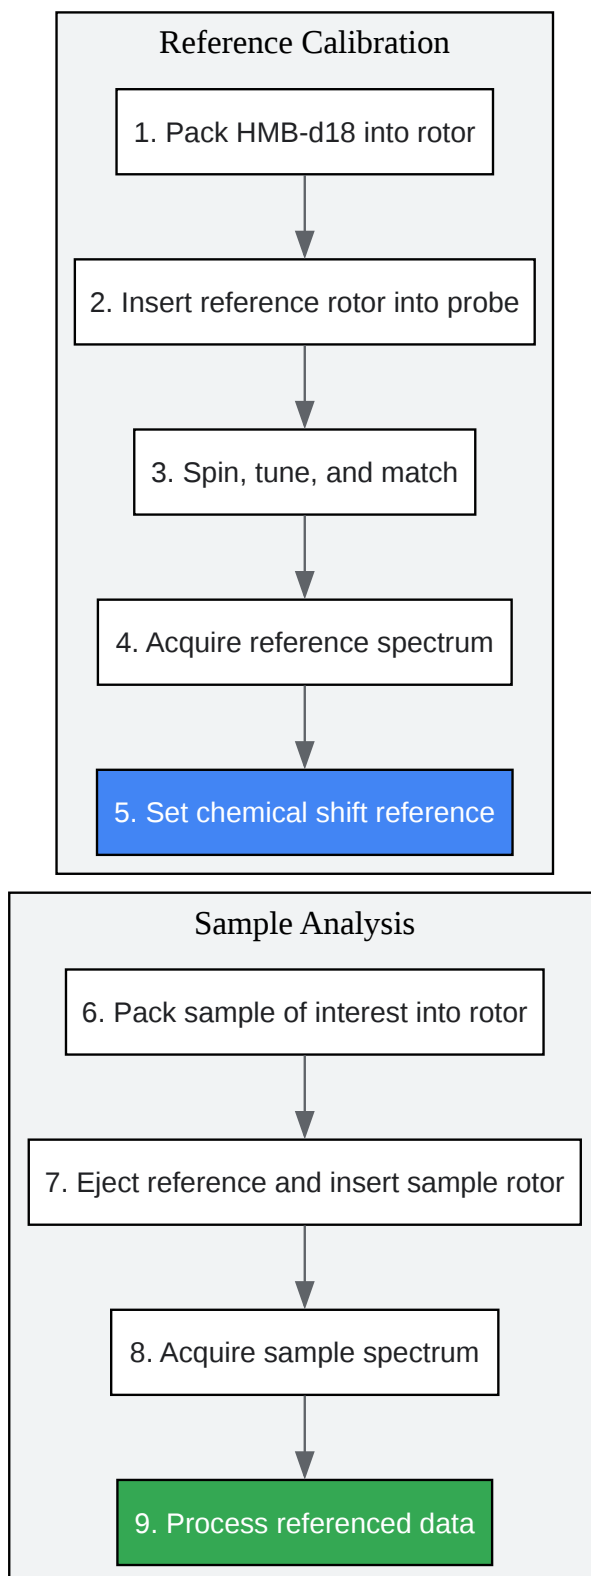 Reference Calibration
1. Pack HMB-d18 into rotor
2. Insert reference rotor into probe
3. Spin, tune, and match
4. Acquire reference spectrum
5. Set chemical shift reference
Sample Analysis
6. Pack sample of interest into rotor
7. Eject reference and insert sample rotor
8. Acquire sample spectrum
9. Process referenced data